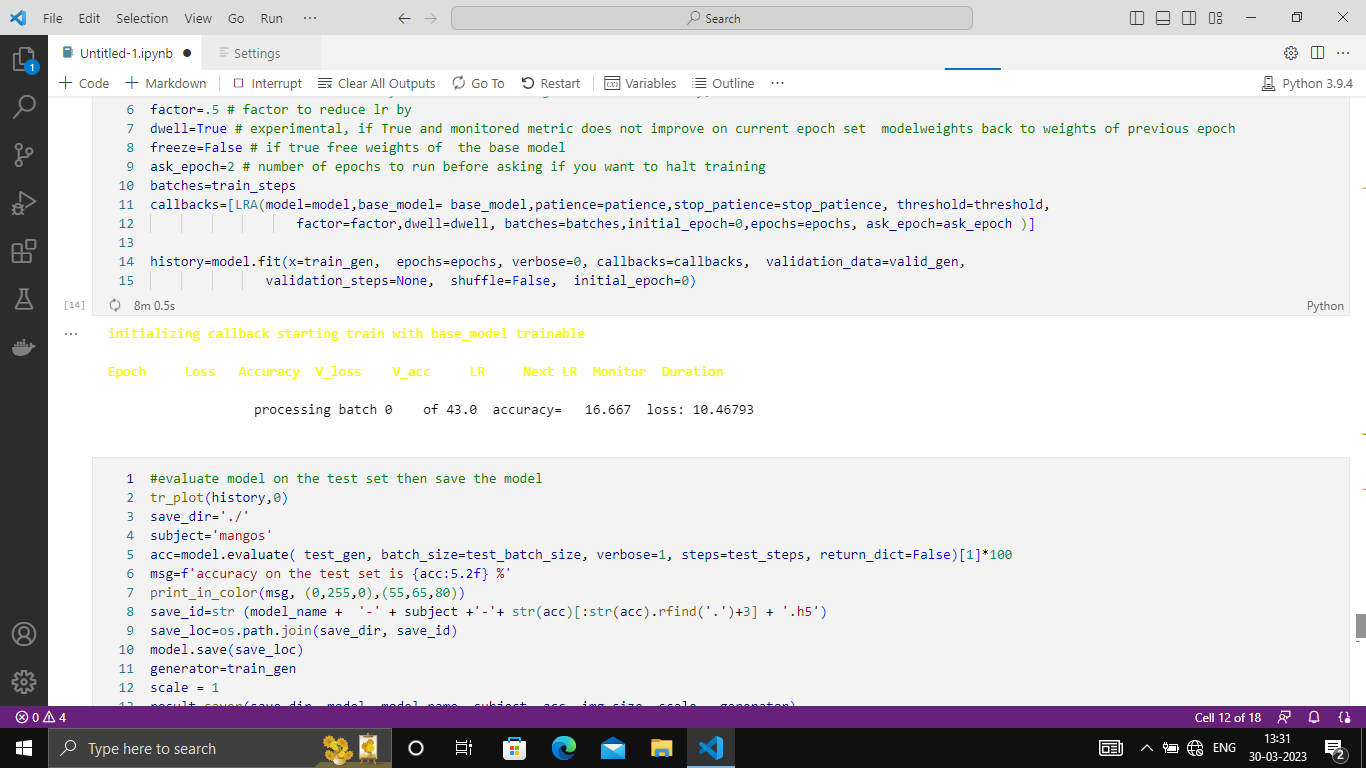 File Edit Selection View Go Run ··· Search
Untitled-1.ipynb Settings
Code Markdown Interrupt Clear All Outputs Go To Restart Variables Outline ··· Python 3.9.4
6 factor=.5 # factor to reduce lr by
7 dwell=True # experimental, if True and monitored metric does not improve on current epoch set  modelweights back to weights of previous epoch
8 freeze=False # if true free weights of  the base model
9 ask_epoch=2 # number of epochs to run before asking if you want to halt training
10 batches=train_steps
11 callbacks=[LRA(model=model,base_model= base_model,patience=patience,stop_patience=stop_patience, threshold=threshold,
12 factor=factor,dwell=dwell, batches=batches,initial_epoch=0,epochs=epochs, ask_epoch=ask_epoch )]
13
14 history=model.fit(x=train_gen,  epochs=epochs, verbose=0, callbacks=callbacks,  validation_data=valid_gen,
15 validation_steps=None,  shuffle=False,  initial_epoch=0)
[14] 8m 0.5s Python
initializing callback starting train with base_model trainable
Epoch Loss Accuracy V_loss V_acc LR Next LR Monitor Duration
processing batch 0 of 43.0 accuracy= 16.667 loss: 10.46793
1 #evaluate model on the test set then save the model
2 tr_plot(history,0)
3 save_dir='./'
4 subject='mangos'
5 acc=model.evaluate( test_gen, batch_size=test_batch_size, verbose=1, steps=test_steps, return_dict=False)[1]*100
6 msg=f'accuracy on the test set is {acc:5.2f} %'
7 print_in_color(msg, (0,255,0),(55,65,80))
8 save_id=str (model_name +  '-' + subject +'-'+ str(acc)[:str(acc).rfind('.')+3] + '.h5')
9 save_loc=os.path.join(save_dir, save_id)
10 model.save(save_loc)
11 generator=train_gen
12 scale = 1
0 4 Cell 12 of 18
Type here to search ENG 13:31
30-03-2023 2